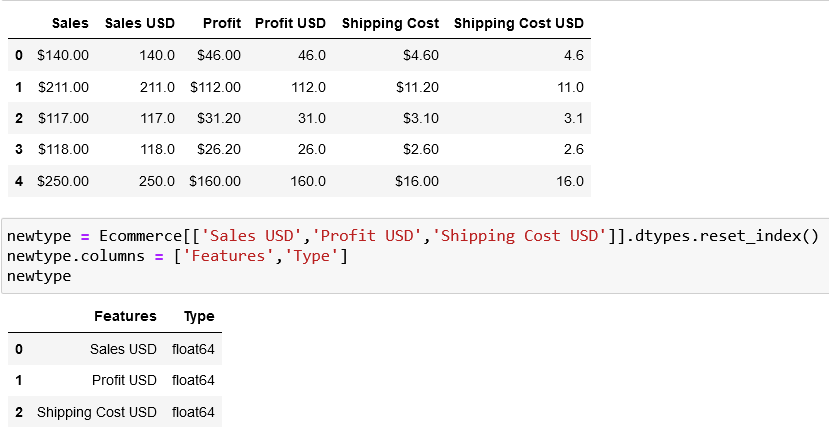 Sales Sales USD Profit Profit USD Shipping Cost Shipping Cost USD
0 $140.00 140.0 $46.00 46.0 $4.60 4.6
1 $211.00 211.0 $112.00 112.0 $11.20 11.0
2 $117.00 117.0 $31.20 31.0 $3.10 3.1
3 $118.00 118.0 $26.20 26.0 $2.60 2.6
4 $250.00 250.0 $160.00 160.0 $16.00 16.0
newtype = Ecommerce[['Sales USD','Profit USD','Shipping Cost USD']].dtypes.reset_index()
newtype.columns = ['Features','Type']
newtype
Features Type
0 Sales USD float64
1 Profit USD float64
2 Shipping Cost USD float64